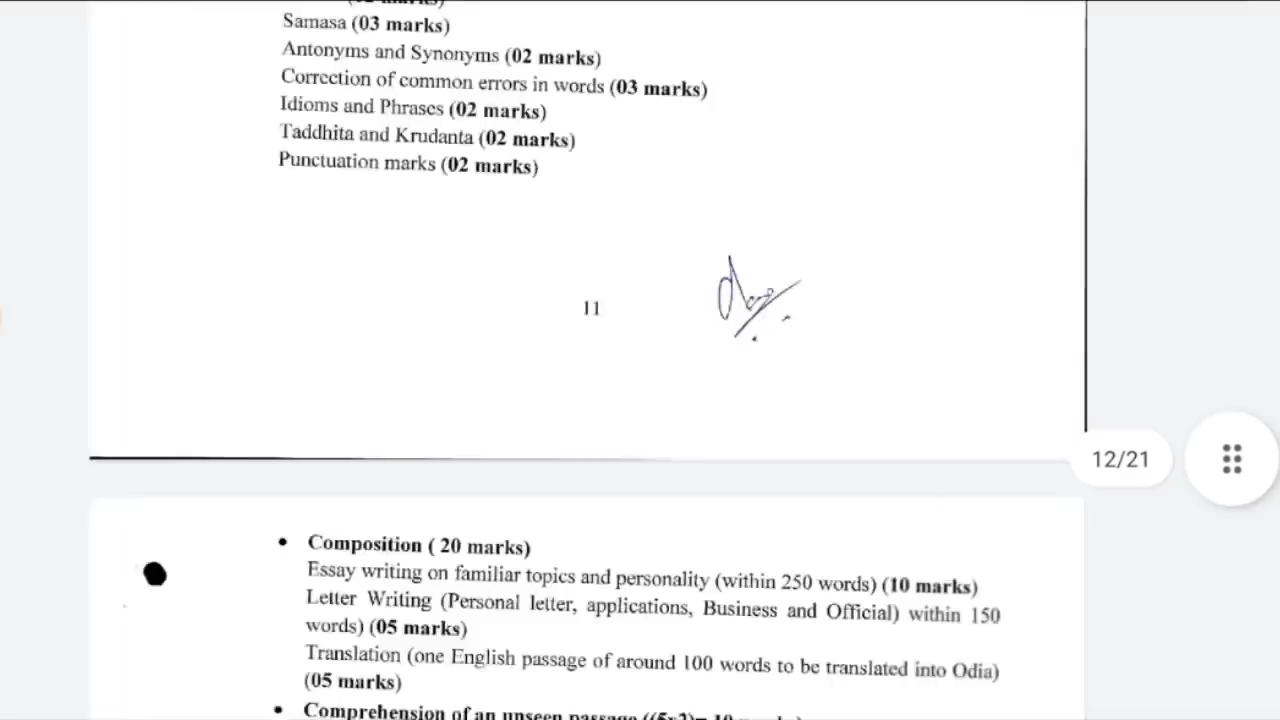 Samasa (03 marks)
Antonyms and Synonyms (02 marks)
Correction of common errors in words (03 marks)
Idioms and Phrases (02 marks)
Taddhita and Krudanta (02 marks)
Punctuation marks (02 marks)
11
12/21
• Composition ( 20 marks)
Essay writing on familiar topics and personality (within 250 words) (10 marks)
Letter Writing (Personal letter, applications, Business and Official) within 150
words) (05 marks)
Translation (one English passage of around 100 words to be translated into Odia)
(05 marks)
• Comprehension of an unseen passage ((5x2)= 10 marks)